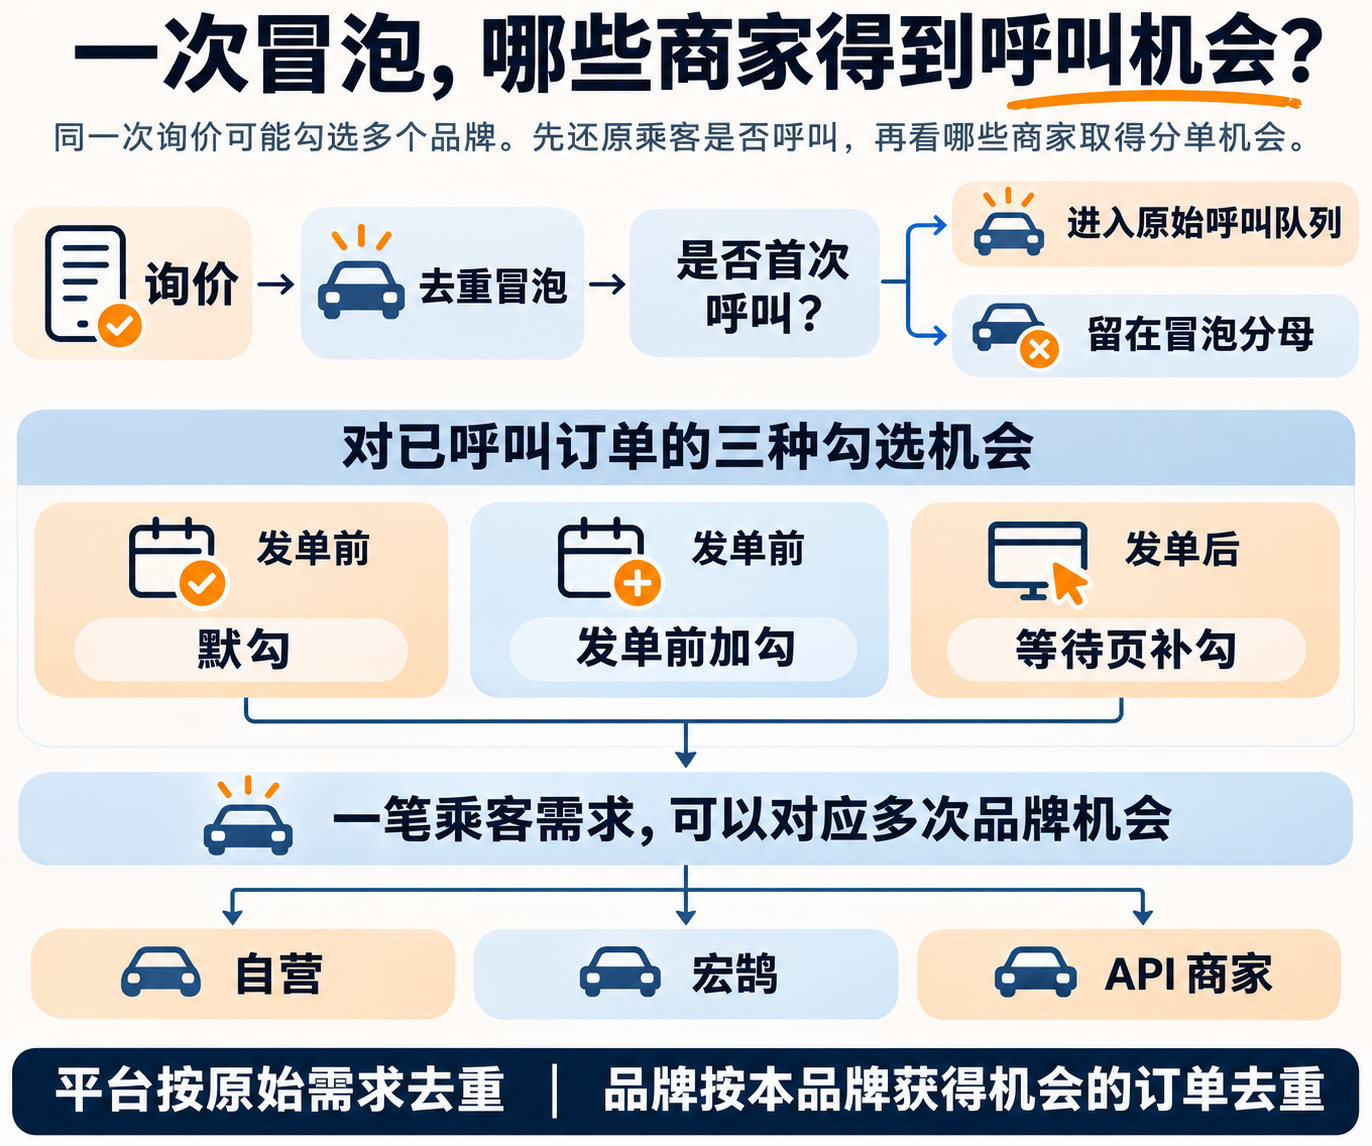 一次冒泡，哪些商家得到呼叫机会？
同一次询价可能勾选多个品牌。先还原乘客是否呼叫，再看哪些商家取得分单机会。
询价
去重冒泡
是否首次
呼叫？
进入原始呼叫队列
留在冒泡分母
对已呼叫订单的三种勾选机会
发单前
默勾
发单前
发单前加勾
发单后
等待页补勾
一笔乘客需求，可以对应多次品牌机会
自营
宏鹄
API 商家
平台按原始需求去重 ｜ 品牌按本品牌获得机会的订单去重